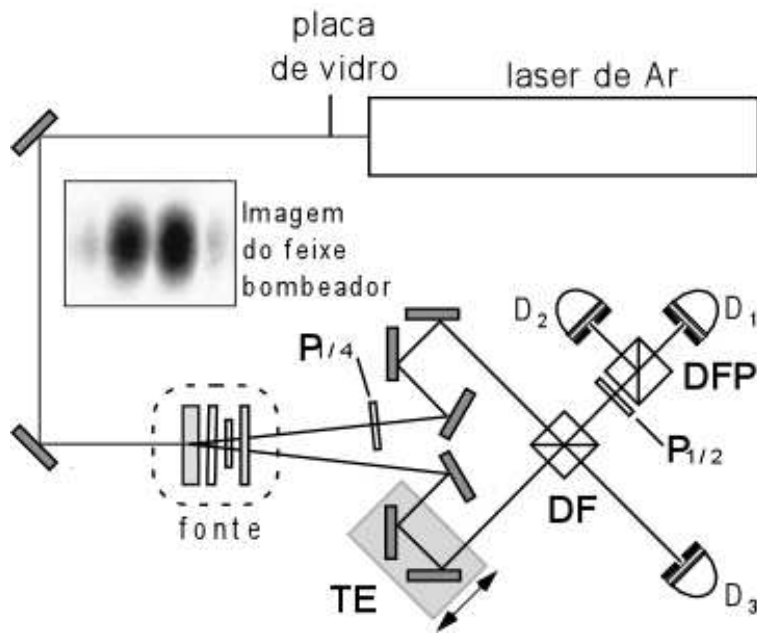 placa
de vidro
laser de Ar
Imagem
do feixe
bombeador
P1/4
D2
D1
DFP
P1/2
DF
fonte
TE
D3